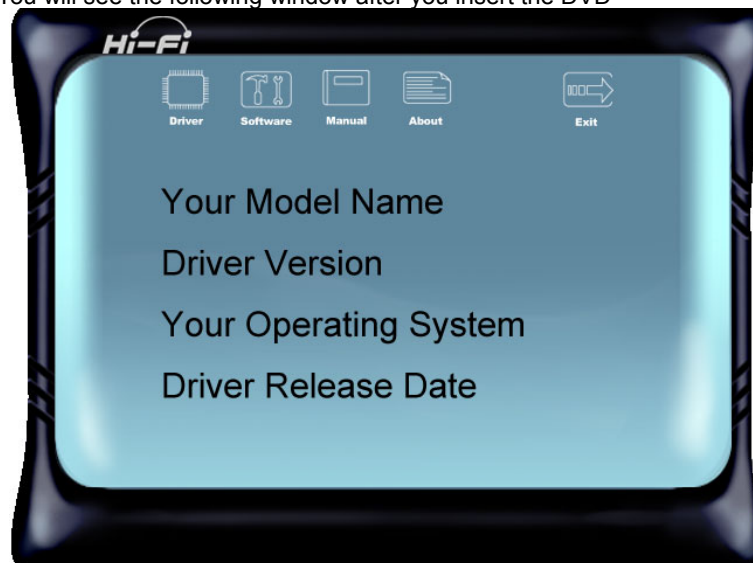 You will see the following window after you insert the DVD
Hi-Fi
Driver Software Manual About Exit
Your Model Name
Driver Version
Your Operating System
Driver Release Date